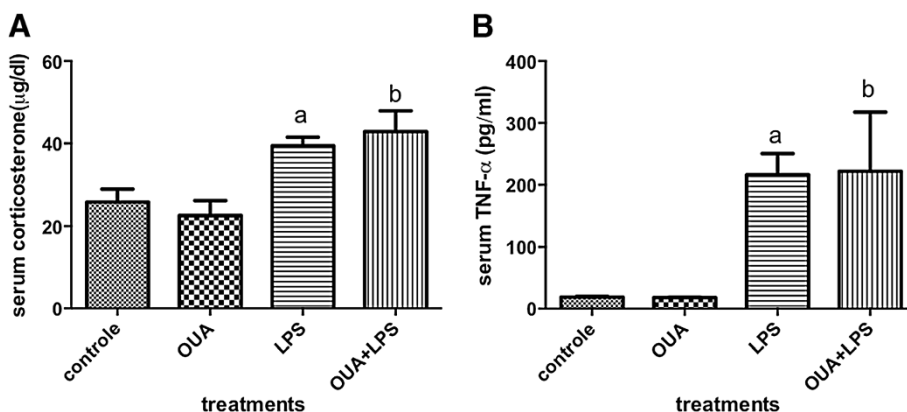 A
serum corticosterone(µg/dl)
60
40
20
0
a
b
controle
OUA
LPS
OUA+LPS
treatments
B
serum TNF-α (pg/ml)
400
300
200
100
0
a
b
controle
OUA
LPS
OUA+LPS
treatments